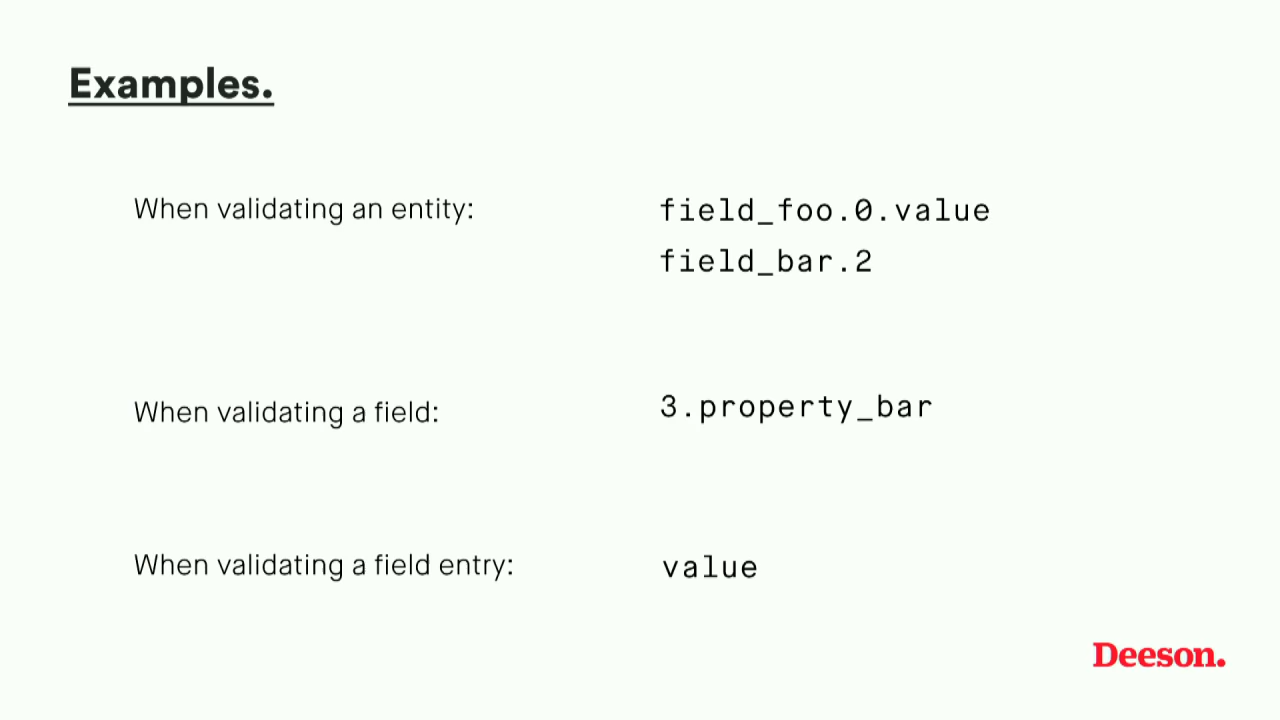 Examples.
When validating an entity:
field_foo.0.value
field_bar.2
When validating a field:
3.property_bar
When validating a field entry:
value
Deeson.